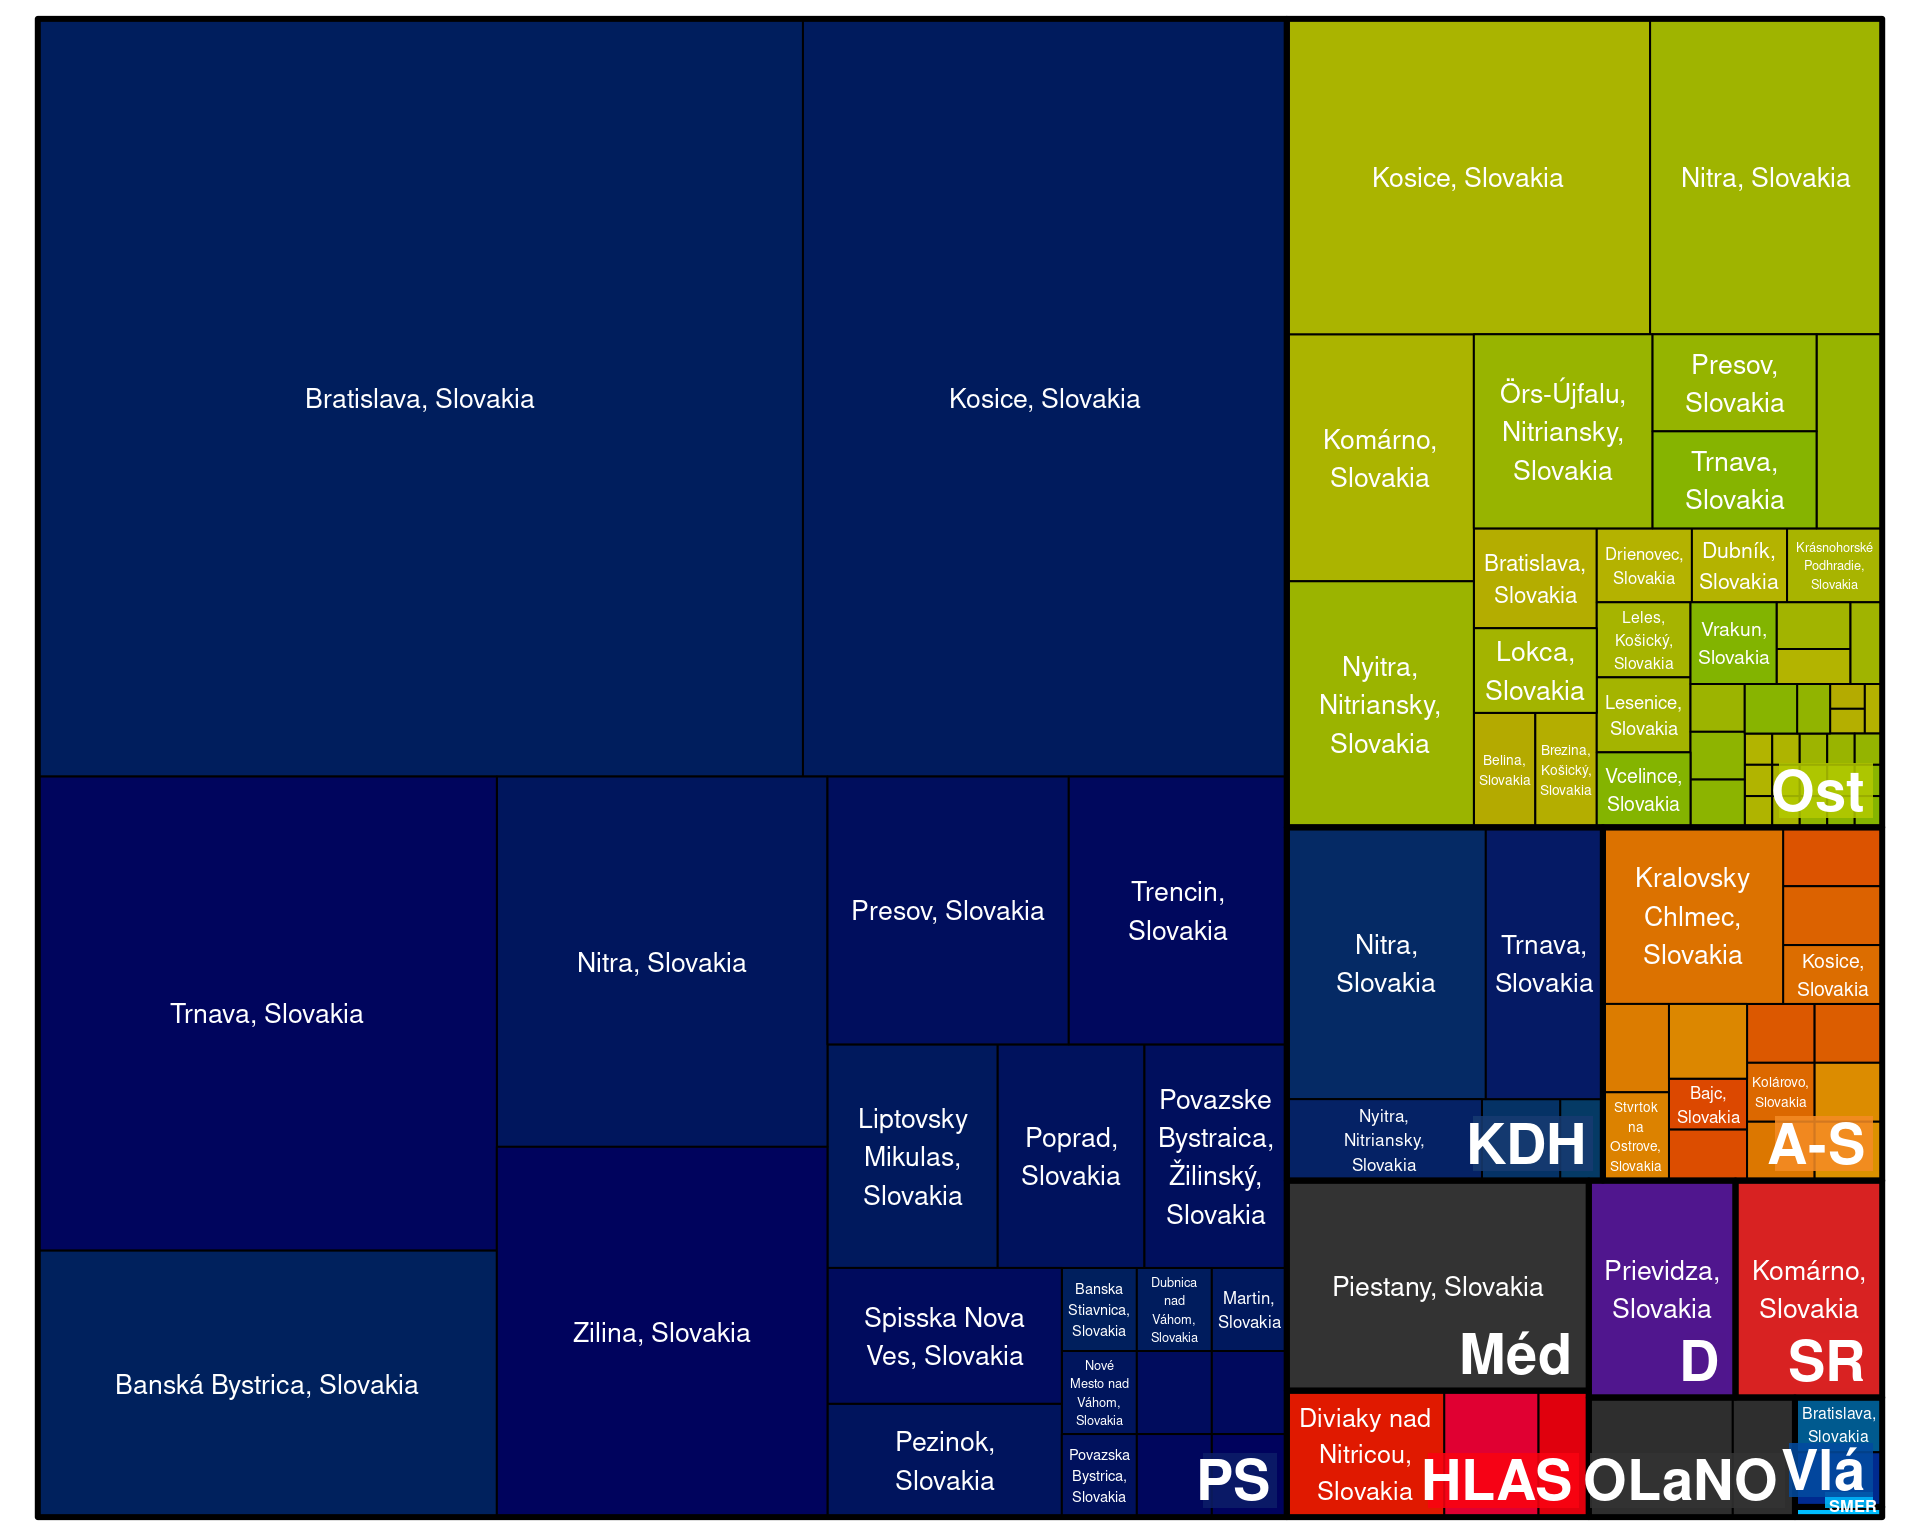 Bratislava, Slovakia
Kosice, Slovakia
Trnava, Slovakia
Banská Bystrica, Slovakia
Nitra, Slovakia
Zilina, Slovakia
Presov, Slovakia
Trencin,
Slovakia
Liptovsky
Mikulas,
Slovakia
Poprad,
Slovakia
Povazske
Bystraica,
Žilinský,
Slovakia
Spisska Nova
Ves, Slovakia
Pezinok,
Slovakia
Banska
Stiavnica,
Slovakia
Dubnica
nad
Váhom,
Slovakia
Martin,
Slovakia
Nové
Mesto nad
Váhom,
Slovakia
Povazska
Bystrica,
Slovakia
PS
Kosice, Slovakia
Nitra, Slovakia
Komárno,
Slovakia
Nyitra,
Nitriansky,
Slovakia
Örs-Újfalu,
Nitriansky,
Slovakia
Presov,
Slovakia
Trnava,
Slovakia
Bratislava,
Slovakia
Lokca,
Slovakia
Belina,
Slovakia
Brezina,
Košický,
Slovakia
Drienovec,
Slovakia
Dubník,
Slovakia
Krásnohorské
Podhradie,
Slovakia
Leles,
Košický,
Slovakia
Lesenice,
Slovakia
Vcelince,
Slovakia
Vrakun,
Slovakia
Ost
Nitra,
Slovakia
Trnava,
Slovakia
Nyitra,
Nitriansky,
Slovakia
KDH
Kralovsky
Chlmec,
Slovakia
Kosice,
Slovakia
Stvrtok
na
Ostrove,
Slovakia
Bajc,
Slovakia
Kolárovo,
Slovakia
A-S
Piestany, Slovakia
Méd
Prievidza,
Slovakia
D
Komárno,
Slovakia
SR
Diviaky nad
Nitricou,
Slovakia
HLAS
OLaNO
Bratislava,
Slovakia
Vlá
SMER